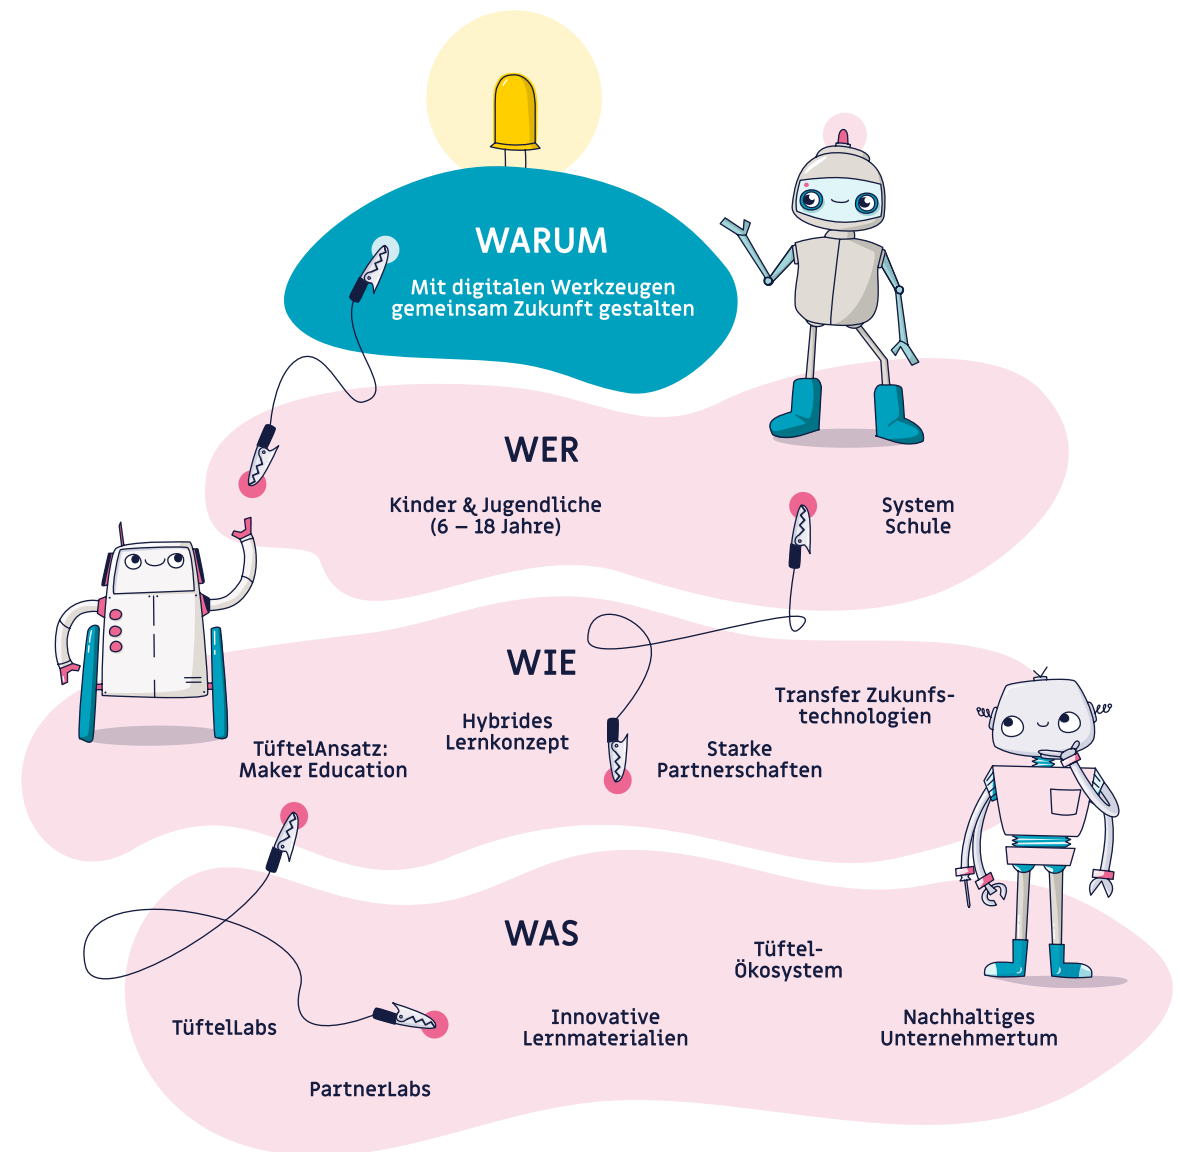 WARUM
Mit digitalen Werkzeugen
gemeinsam Zukunft gestalten
WER
Kinder & Jugendliche
(6 – 18 Jahre)
System
Schule
WIE
Transfer Zukunfs-
technologien
Hybrides
Lernkonzept
Starke
Partnerschaften
TüftelAnsatz:
Maker Education
WAS
Tüftel-
Ökosystem
TüftelLabs
Innovative
Lernmaterialien
Nachhaltiges
Unternehmertum
PartnerLabs